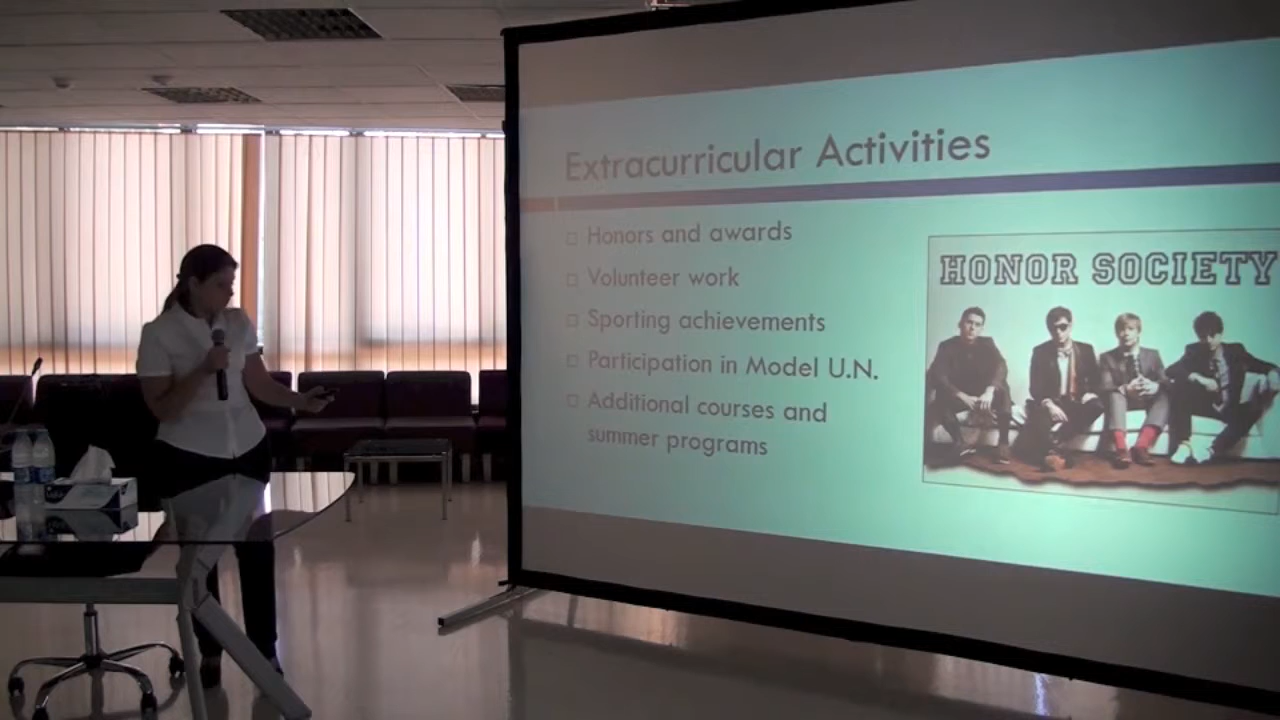 Extracurricular Activities
Honors and awards
Volunteer work
Sporting achievements
Participation in Model U.N.
Additional courses and
summer programs
HONOR SOCIETY